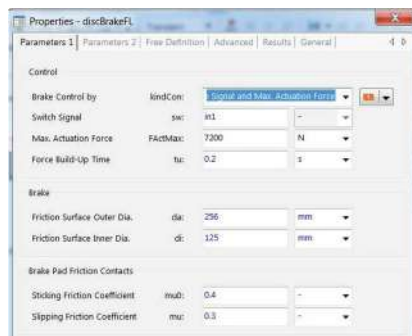 Properties - discBrakeFL
Parameters 1 Parameters 2 Free Definition Advanced Results General
Control
Brake Control by kindCon: Signal and Max. Actuation Force
Switch Signal sw: in1 -
Max. Actuation Force FActMax: 7200 N
Force Build-Up Time tu: 0.2 s
Brake
Friction Surface Outer Dia. da: 256 mm
Friction Surface Inner Dia. di: 125 mm
Brake Pad Friction Contacts
Sticking Friction Coefficient mu0: 0.4 -
Slipping Friction Coefficient mu: 0.3 -